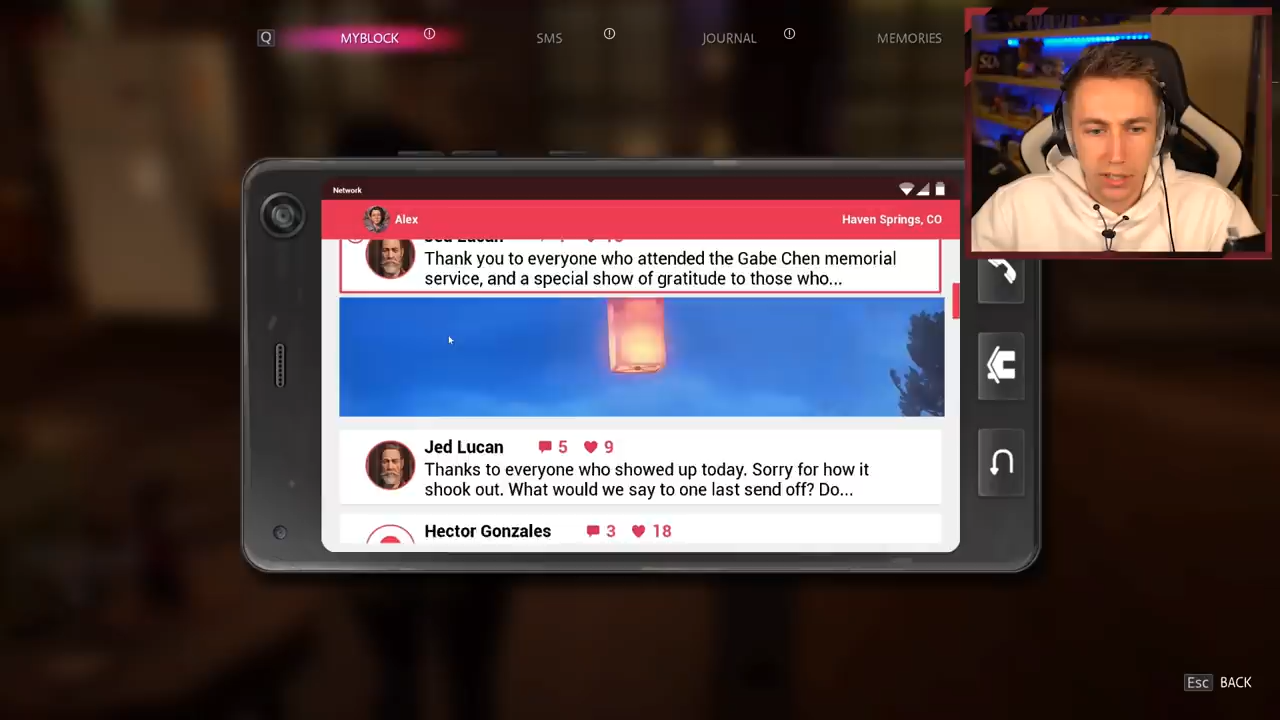 Q MYBLOCK SMS JOURNAL MEMORIES
Network
Alex Haven Springs, CO
Jed Lucan
Thank you to everyone who attended the Gabe Chen memorial
service, and a special show of gratitude to those who...
Jed Lucan 5 9
Thanks to everyone who showed up today. Sorry for how it
shook out. What would we say to one last send off? Do...
Hector Gonzales 3 18
Esc BACK